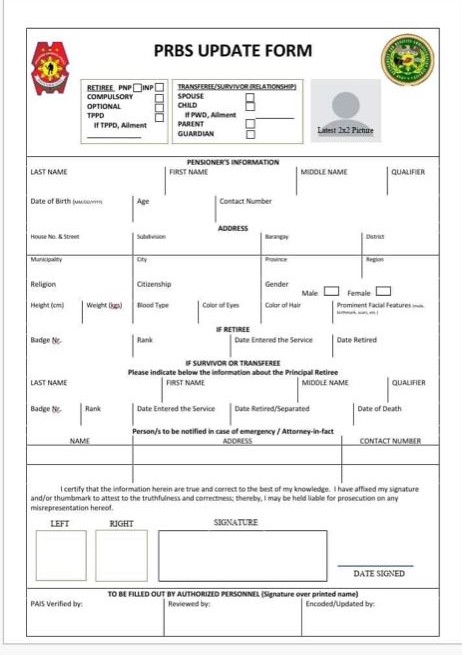 PRBS UPDATE FORM
RETIREE PNP INP
COMPULSORY
OPTIONAL
TPPD
If TPPD, Ailment
TRANSFEREE/SURVIVOR (RELATIONSHIP)
SPOUSE
CHILD
If PWD, Ailment
PARENT
GUARDIAN
Latest 2x2 Picture
PENSIONER'S INFORMATION
LAST NAME FIRST NAME MIDDLE NAME QUALIFIER
Date of Birth (MM/DD/YYYY) Age Contact Number
ADDRESS
House No. & Street Subdivision Barangay District
Municipality City Province Region
Religion Citizenship Gender
Male Female
Height (cm) Weight (kgs) Blood Type Color of Eyes Color of Hair Prominent Facial Features (mole, birthmark, scars, etc.)
IF RETIREE
Badge Nr. Rank Date Entered the Service Date Retired
IF SURVIVOR OR TRANSFEREE
Please indicate below the information about the Principal Retiree
LAST NAME FIRST NAME MIDDLE NAME QUALIFIER
Badge Nr. Rank Date Entered the Service Date Retired/Separated Date of Death
Person/s to be notified in case of emergency / Attorney-in-fact
NAME ADDRESS CONTACT NUMBER
I certify that the information herein are true and correct to the best of my knowledge. I have affixed my signature
and/or thumbmark to attest to the truthfulness and correctness; thereby, I may be held liable for prosecution on any
misrepresentation hereof.
LEFT RIGHT SIGNATURE
DATE SIGNED
TO BE FILLED OUT BY AUTHORIZED PERSONNEL (Signature over printed name)
PAIS Verified by: Reviewed by: Encoded/Updated by: